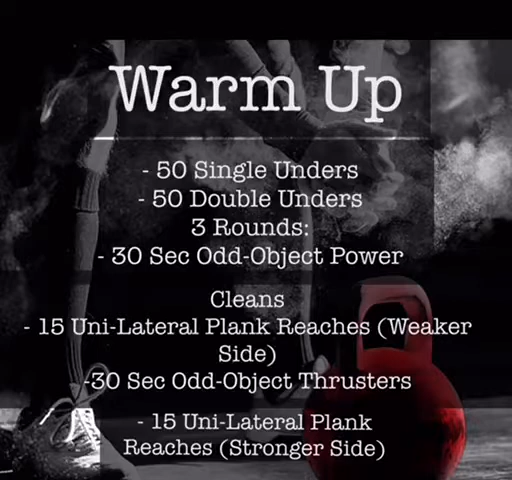 Warm Up
- 50 Single Unders
- 50 Double Unders
3 Rounds:
- 30 Sec Odd-Object Power
Cleans
- 15 Uni-Lateral Plank Reaches (Weaker
Side)
-30 Sec Odd-Object Thrusters
- 15 Uni-Lateral Plank
Reaches (Stronger Side)